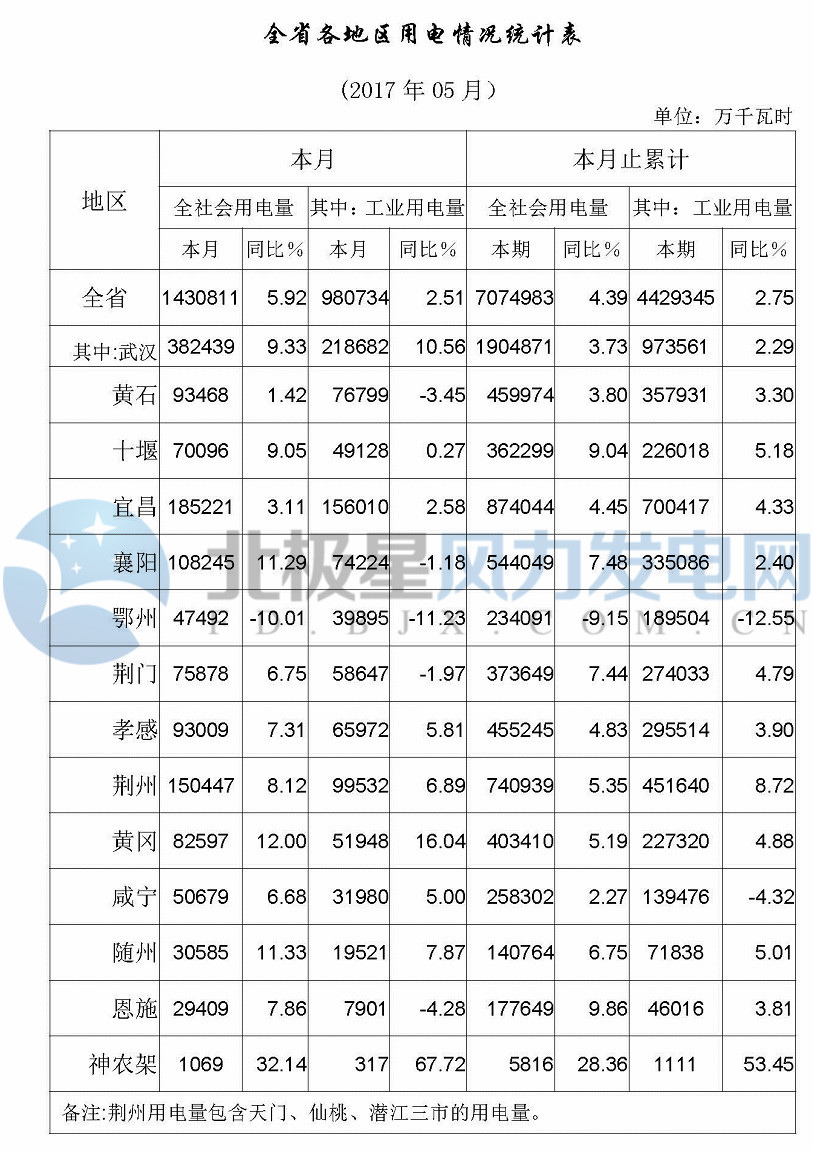 全省各地区用电情况统计表
(2017年05月)
单位：万千瓦时
地区 本月 本月止累计
全社会用电量 其中：工业用电量 全社会用电量 其中：工业用电量
本月 同比% 本月 同比% 本期 同比% 本期 同比%
全省 1430811 5.92 980734 2.51 7074983 4.39 4429345 2.75
其中:武汉 382439 9.33 218682 10.56 1904871 3.73 973561 2.29
黄石 93468 1.42 76799 -3.45 459974 3.80 357931 3.30
十堰 70096 9.05 49128 0.27 362299 9.04 226018 5.18
宜昌 185221 3.11 156010 2.58 874044 4.45 700417 4.33
襄阳 108245 11.29 74224 -1.18 544049 7.48 335086 2.40
鄂州 47492 -10.01 39895 -11.23 234091 -9.15 189504 -12.55
荆门 75878 6.75 58647 -1.97 373649 7.44 274033 4.79
孝感 93009 7.31 65972 5.81 455245 4.83 295514 3.90
荆州 150447 8.12 99532 6.89 740939 5.35 451640 8.72
黄冈 82597 12.00 51948 16.04 403410 5.19 227320 4.88
咸宁 50679 6.68 31980 5.00 258302 2.27 139476 -4.32
随州 30585 11.33 19521 7.87 140764 6.75 71838 5.01
恩施 29409 7.86 7901 -4.28 177649 9.86 46016 3.81
神农架 1069 32.14 317 67.72 5816 28.36 1111 53.45
备注:荆州用电量包含天门、仙桃、潜江三市的用电量。
北极星风力发电网
FD.BJX.COM.CN